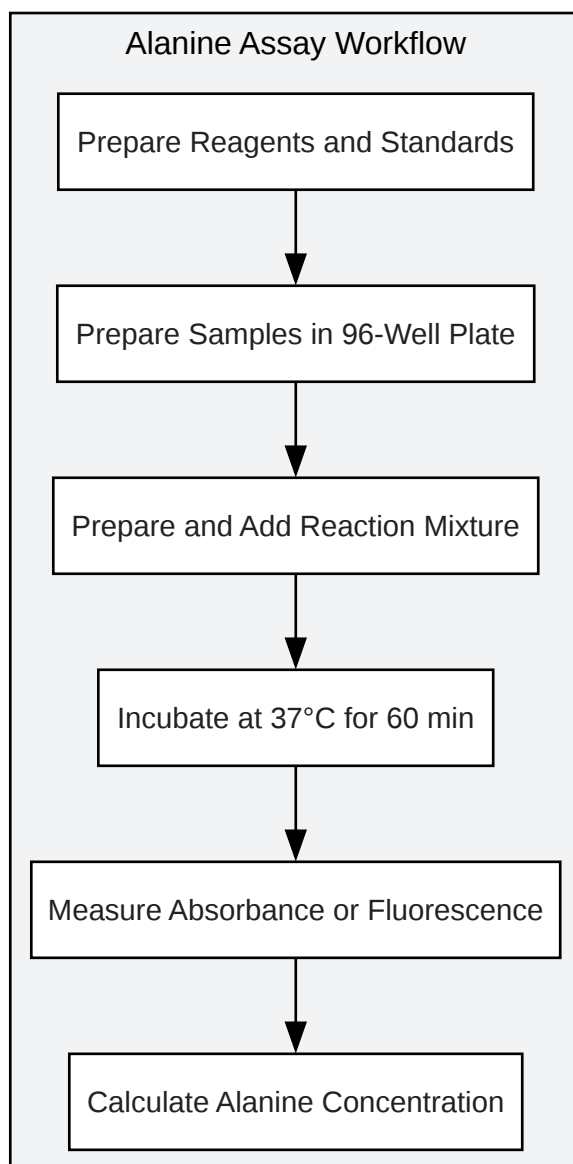 Alanine Assay Workflow
Prepare Reagents and Standards
Prepare Samples in 96-Well Plate
Prepare and Add Reaction Mixture
Incubate at 37°C for 60 min
Measure Absorbance or Fluorescence
Calculate Alanine Concentration